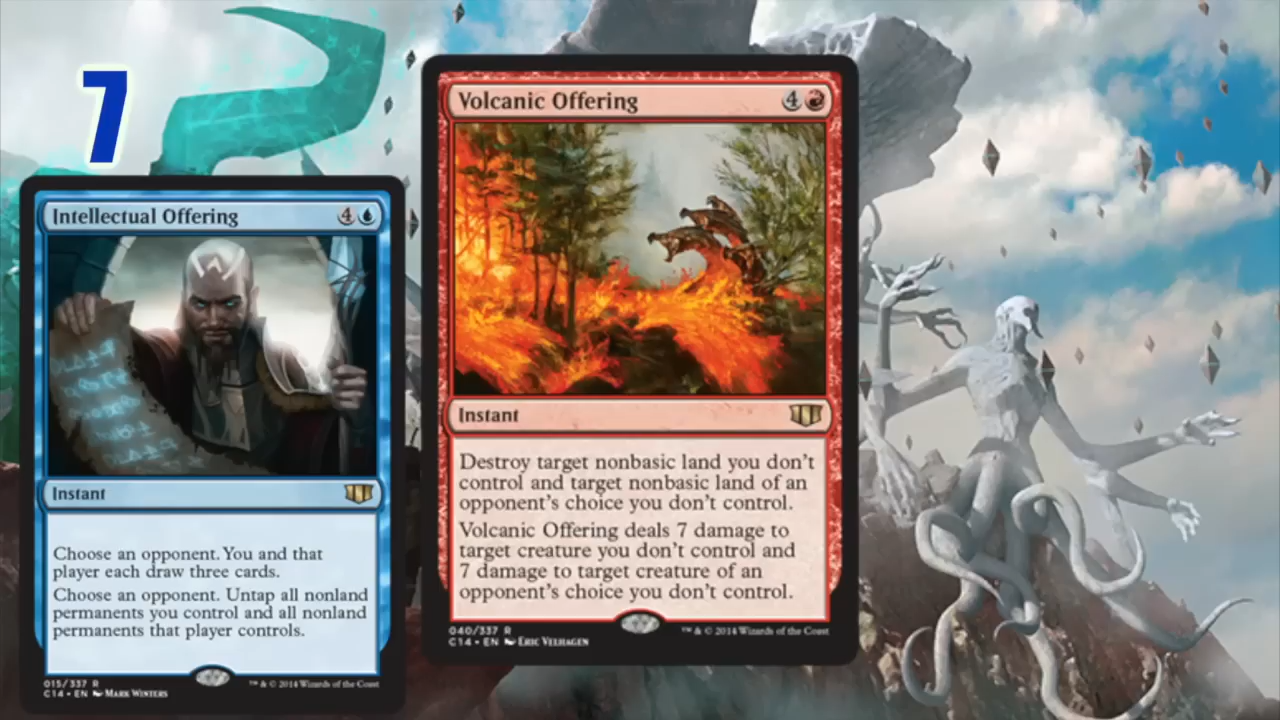 7
Intellectual Offering 4
Instant
Choose an opponent. You and that
player each draw three cards.
Choose an opponent. Untap all nonland
permanents you control and all nonland
permanents that player controls.
015/337 R
C14 • EN MARK WINTERS
™ & © 2014 Wizards of the Coast
Volcanic Offering 4
Instant
Destroy target nonbasic land you don't
control and target nonbasic land of an
opponent's choice you don't control.
Volcanic Offering deals 7 damage to
target creature you don't control and
7 damage to target creature of an
opponent's choice you don't control.
040/337 R
C14 • EN ERIC VELHAGEN
™ & © 2014 Wizards of the Coast